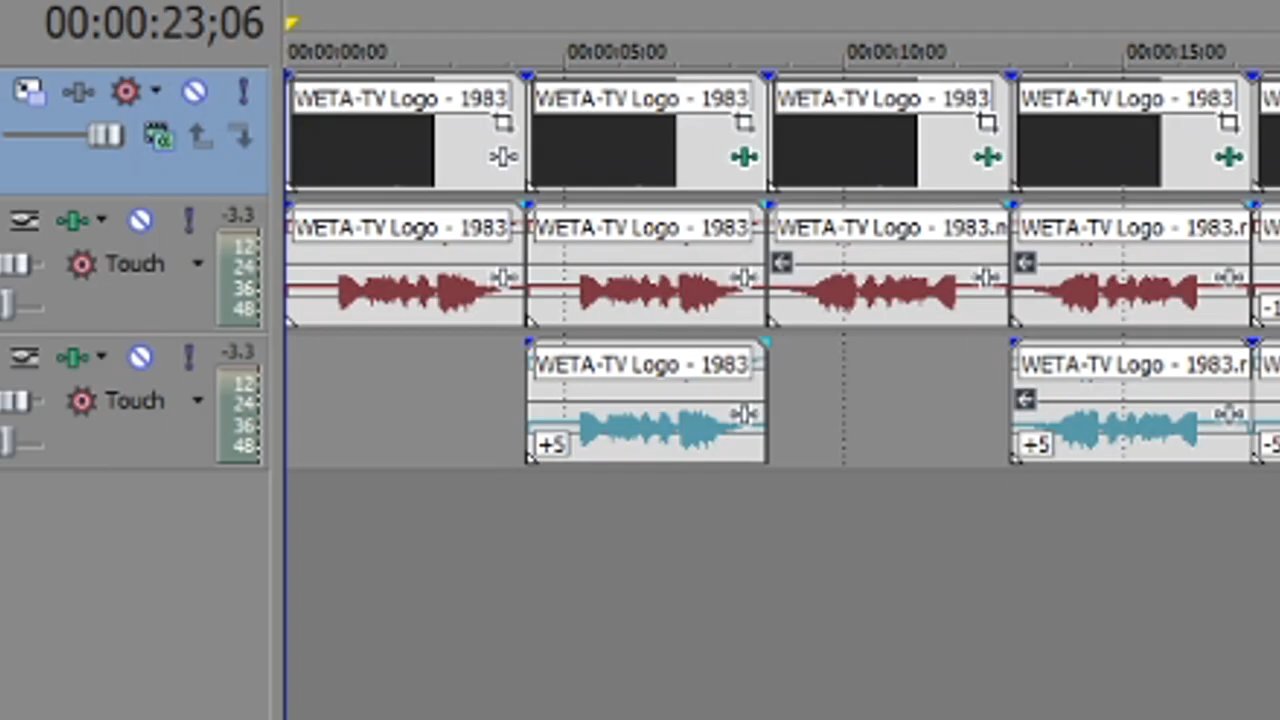 00:00:23;06
00:00:00:00 00:00:05:00 00:00:10:00 00:00:15:00
WETA-TV Logo - 1983 WETA-TV Logo - 1983 WETA-TV Logo - 1983 WETA-TV Logo - 1983 W
-3.3
WETA-TV Logo - 1983 WETA-TV Logo - 1983 WETA-TV Logo - 1983.m WETA-TV Logo - 1983.r W
12
Touch
24
36
48
-1
-3.3
WETA-TV Logo - 1983 WETA-TV Logo - 1983.r W
12
Touch
24
36
48
+5 +5 -5